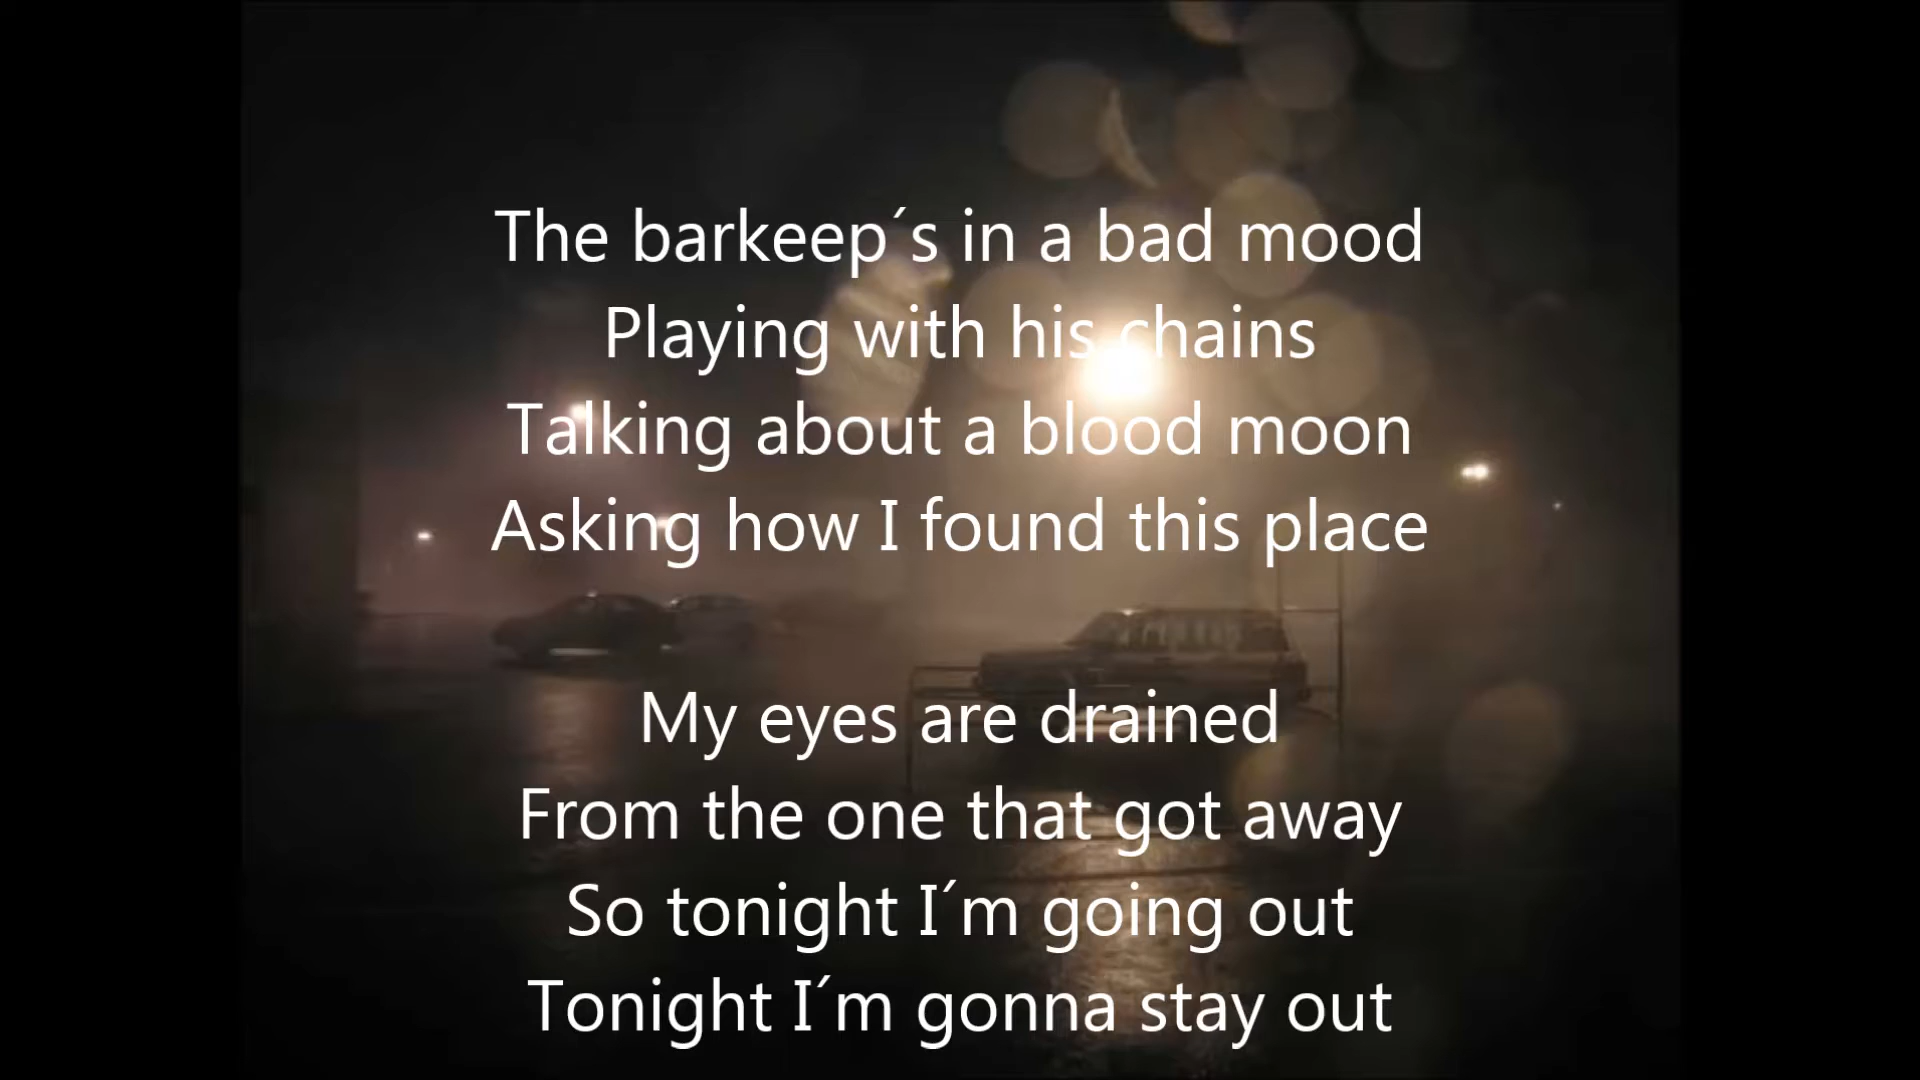 The barkeep´s in a bad mood
Playing with his chains
Talking about a blood moon
Asking how I found this place
My eyes are drained
From the one that got away
So tonight I´m going out
Tonight I´m gonna stay out